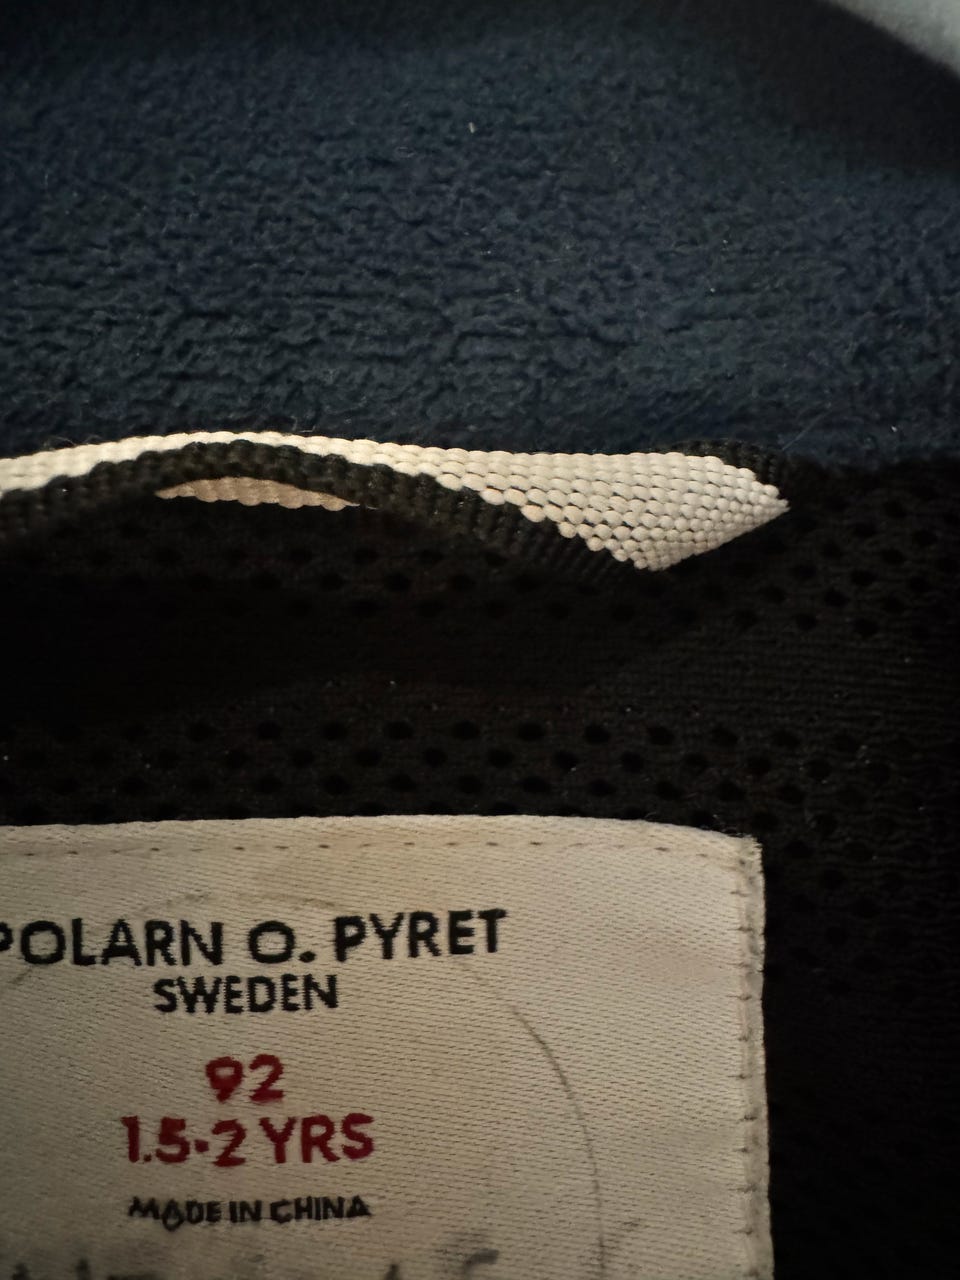 POLARN O. PYRET
SWEDEN
92
1.5-2 YRS
MADE IN CHINA